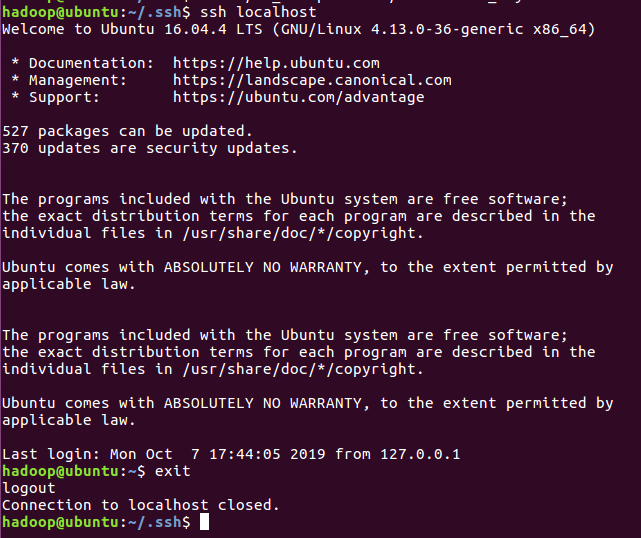 hadoop@ubuntu:~/.ssh$ ssh localhost
Welcome to Ubuntu 16.04.4 LTS (GNU/Linux 4.13.0-36-generic x86_64)
* Documentation:  https://help.ubuntu.com
* Management:     https://landscape.canonical.com
* Support:        https://ubuntu.com/advantage
527 packages can be updated.
370 updates are security updates.
The programs included with the Ubuntu system are free software;
the exact distribution terms for each program are described in the
individual files in /usr/share/doc/*/copyright.
Ubuntu comes with ABSOLUTELY NO WARRANTY, to the extent permitted by
applicable law.
The programs included with the Ubuntu system are free software;
the exact distribution terms for each program are described in the
individual files in /usr/share/doc/*/copyright.
Ubuntu comes with ABSOLUTELY NO WARRANTY, to the extent permitted by
applicable law.
Last login: Mon Oct  7 17:44:05 2019 from 127.0.0.1
hadoop@ubuntu:~$ exit
logout
Connection to localhost closed.
hadoop@ubuntu:~/.ssh$